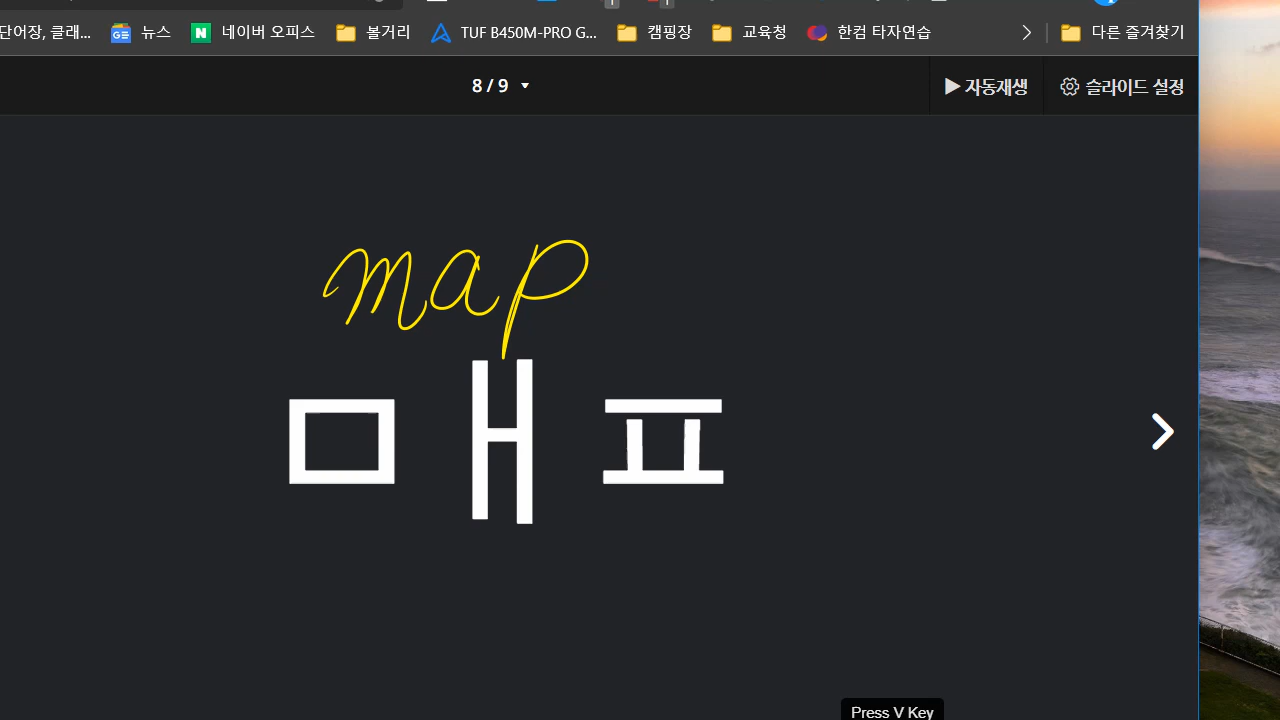 단어장, 클래... 뉴스 네이버 오피스 볼거리 TUF B450M-PRO G... 캠핑장 교육청 한컴 타자연습 다른 즐겨찾기
8 / 9 자동재생 슬라이드 설정
map
ㅁ ㅐ ㅍ
Press V Key